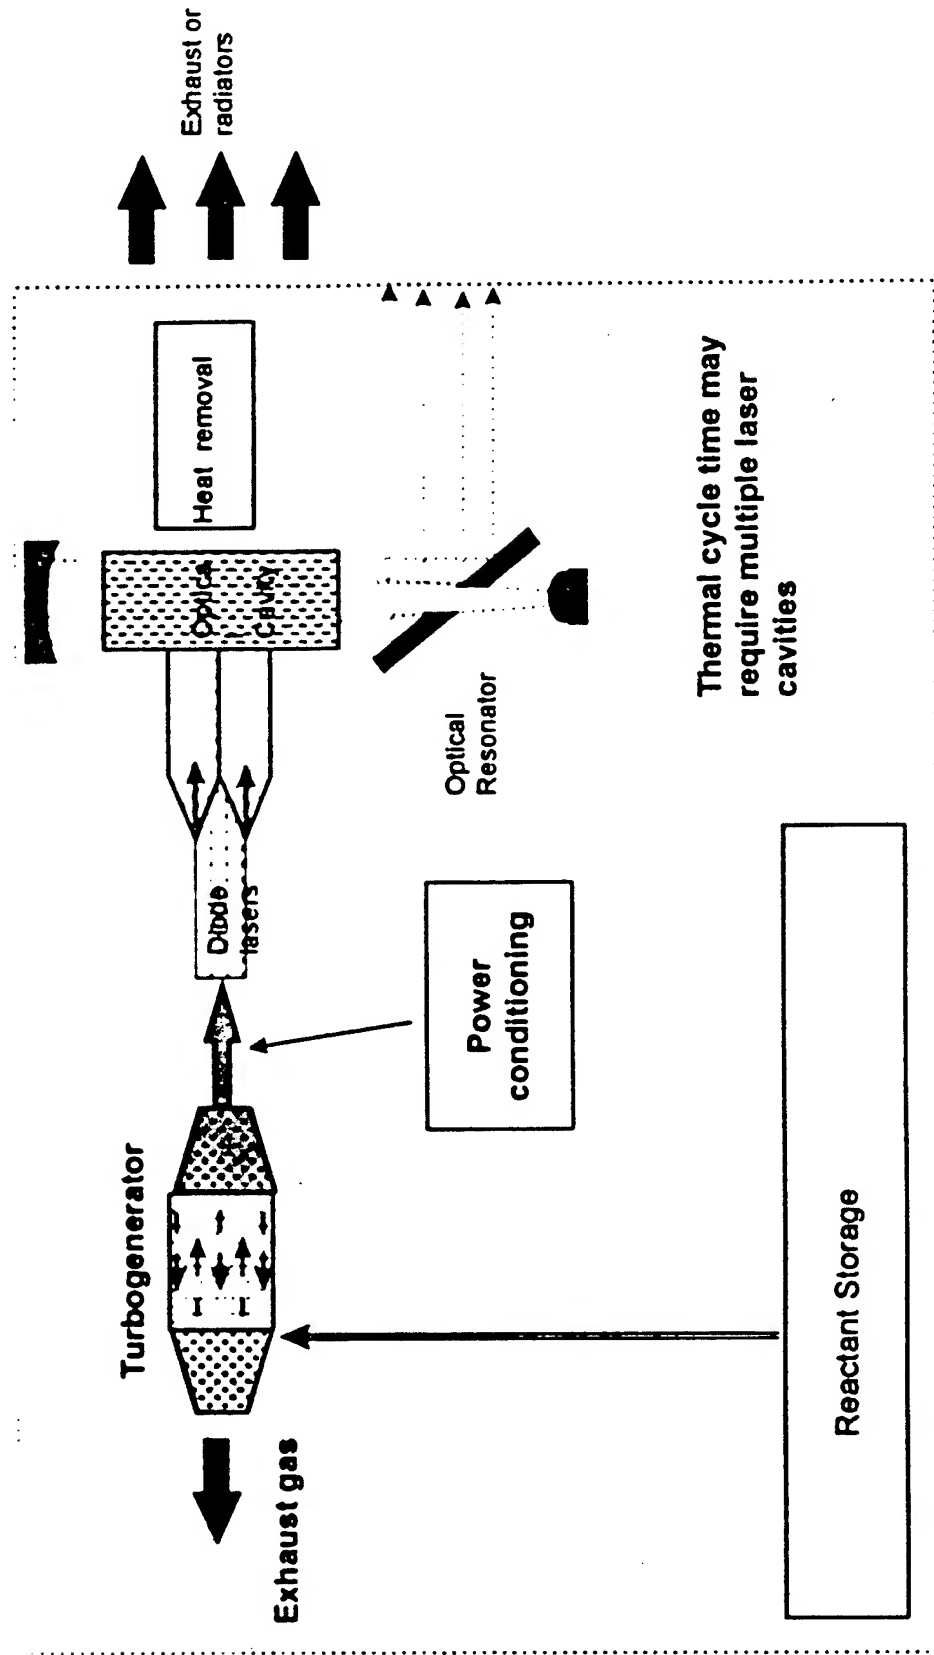 Exhaust or
radiators
Heat removal
Optical
Cavity
Diode
lasers
Turbogenerator
Exhaust gas
Optical
Resonator
Power
conditioning
Thermal cycle time may
require multiple laser
cavities
Reactant Storage